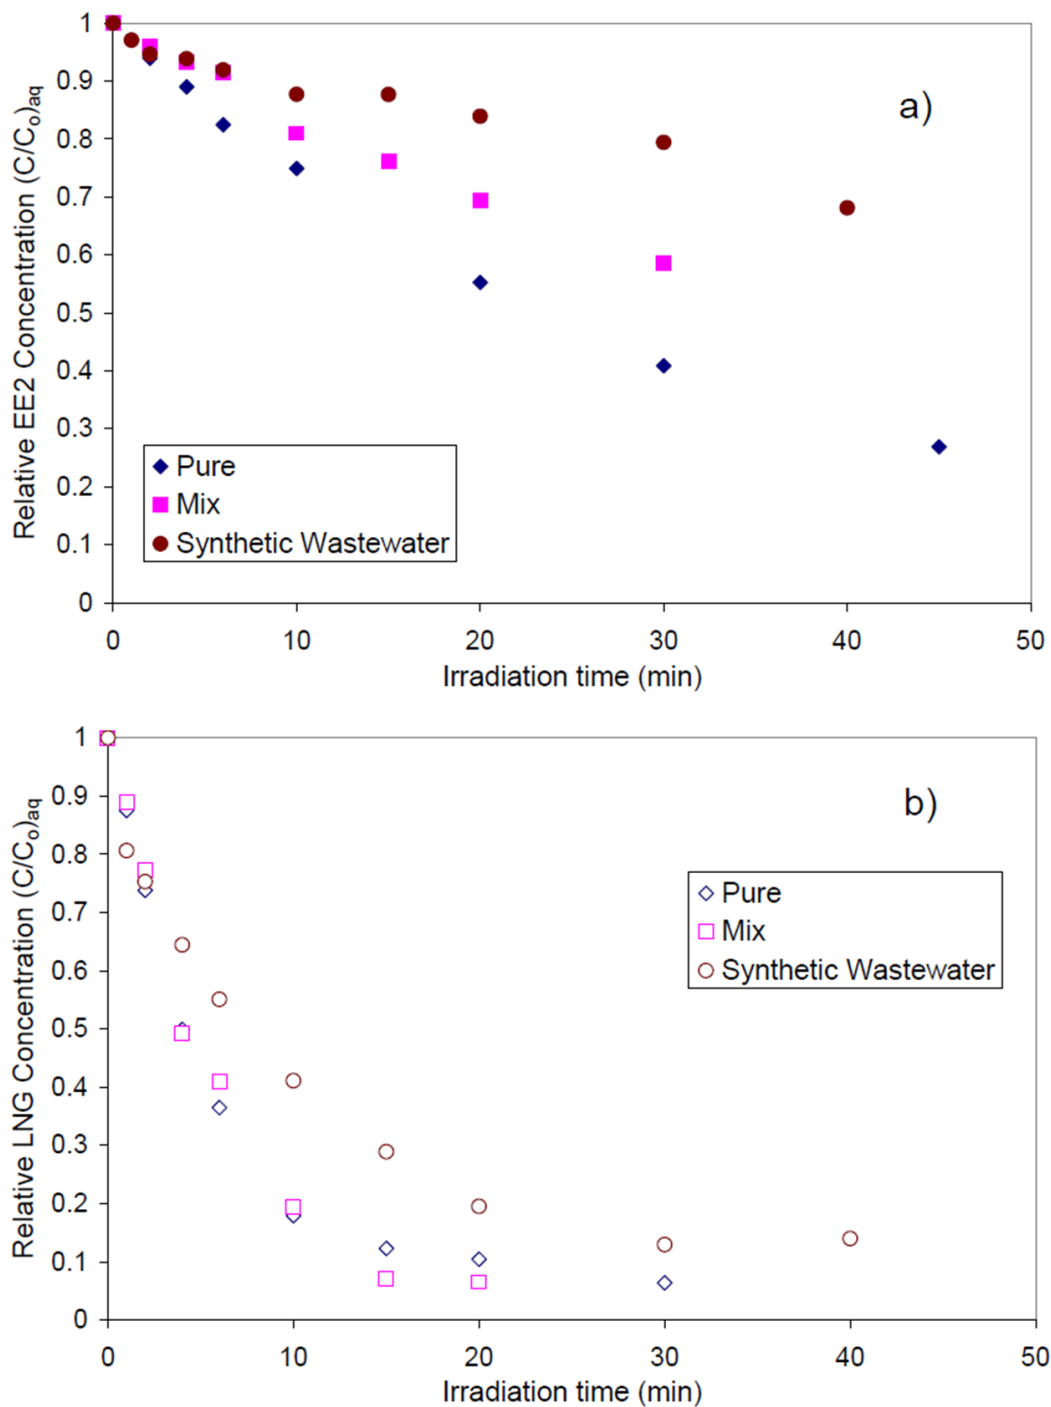 a)
Relative EE2 Concentration (C/Co)aq
1
0.9
0.8
0.7
0.6
0.5
0.4
0.3
0.2
0.1
0
Pure
Mix
Synthetic Wastewater
0 10 20 30 40 50
Irradiation time (min)
b)
Relative LNG Concentration (C/Co)aq
1
0.9
0.8
0.7
0.6
0.5
0.4
0.3
0.2
0.1
0
Pure
Mix
Synthetic Wastewater
0 10 20 30 40 50
Irradiation time (min)